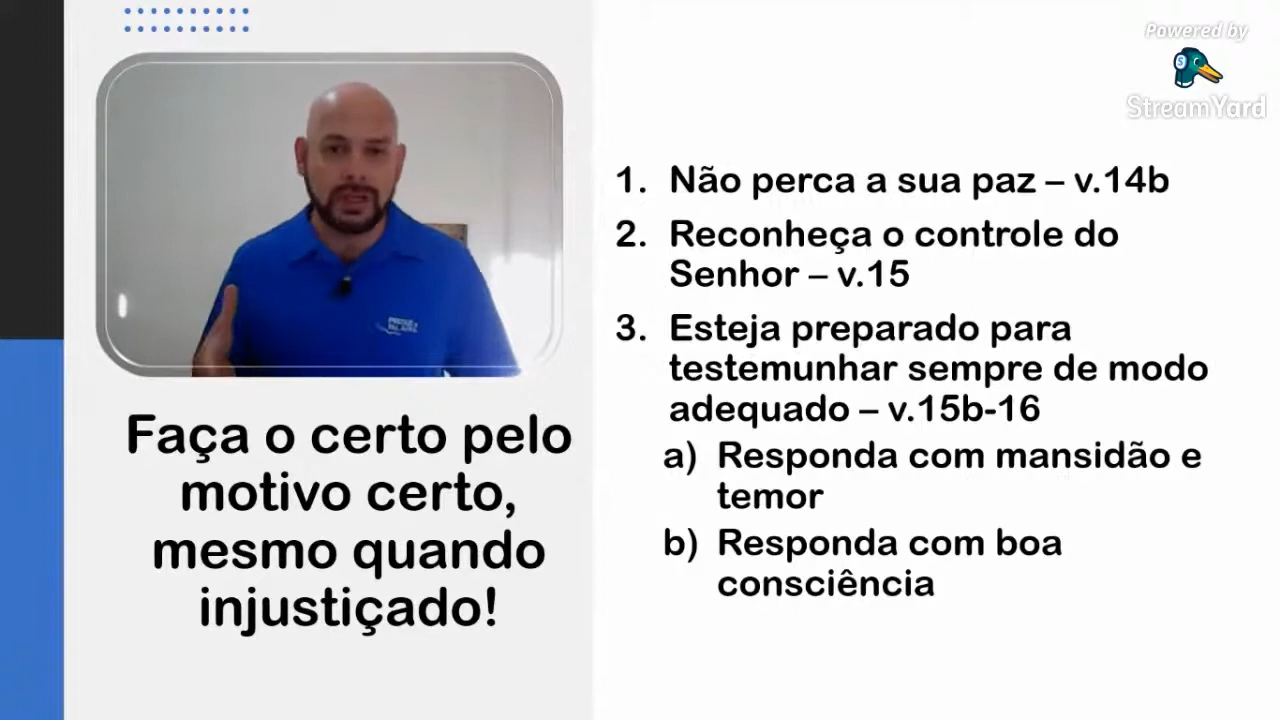 Powered by
StreamYard
1. Não perca a sua paz – v.14b
2. Reconheça o controle do
Senhor – v.15
3. Esteja preparado para
testemunhar sempre de modo
adequado – v.15b-16
a) Responda com mansidão e
temor
b) Responda com boa
consciência
Faça o certo pelo
motivo certo,
mesmo quando
injustiçado!